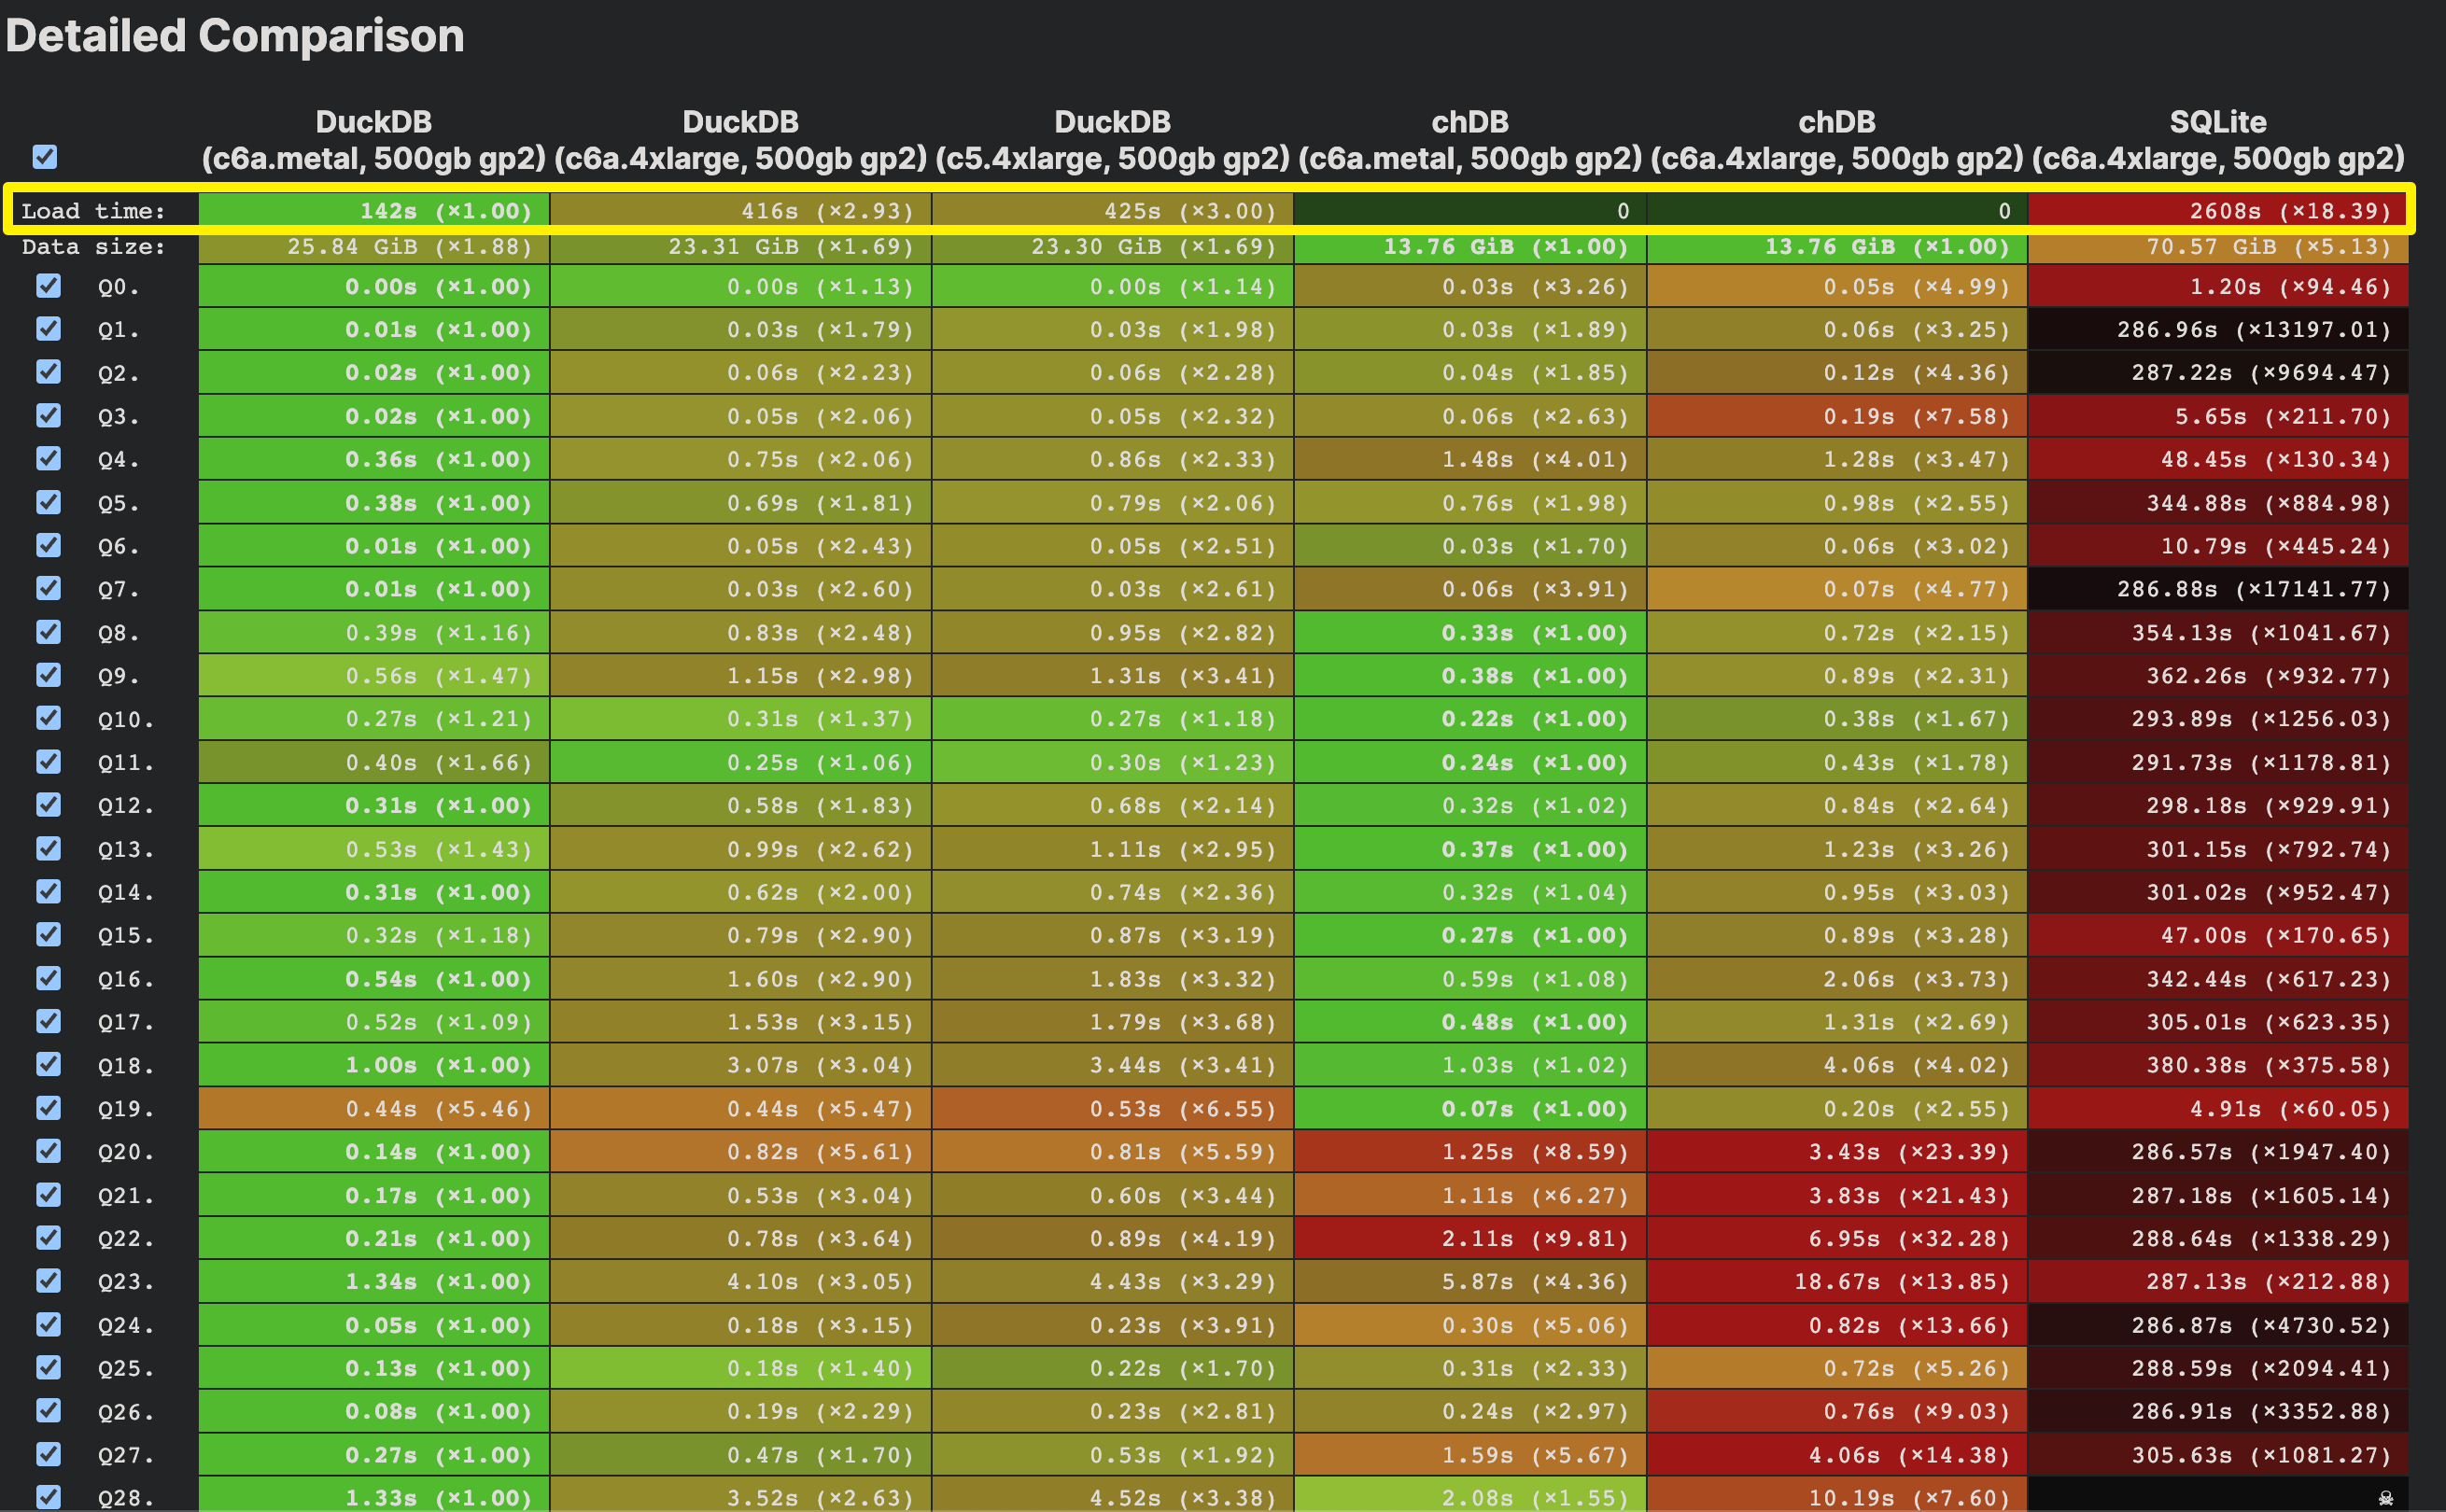 Detailed Comparison
DuckDB DuckDB DuckDB chDB chDB SQLite
(c6a.metal, 500gb gp2) (c6a.4xlarge, 500gb gp2) (c5.4xlarge, 500gb gp2) (c6a.metal, 500gb gp2) (c6a.4xlarge, 500gb gp2) (c6a.4xlarge, 500gb gp2)
Load time: 142s (×1.00) 416s (×2.93) 425s (×3.00) 0 0 2608s (×18.39)
Data size: 25.84 GiB (×1.88) 23.31 GiB (×1.69) 23.30 GiB (×1.69) 13.76 GiB (×1.00) 13.76 GiB (×1.00) 70.57 GiB (×5.13)
Q0. 0.00s (×1.00) 0.00s (×1.13) 0.00s (×1.14) 0.03s (×3.26) 0.05s (×4.99) 1.20s (×94.46)
Q1. 0.01s (×1.00) 0.03s (×1.79) 0.03s (×1.98) 0.03s (×1.89) 0.06s (×3.25) 286.96s (×13197.01)
Q2. 0.02s (×1.00) 0.06s (×2.23) 0.06s (×2.28) 0.04s (×1.85) 0.12s (×4.36) 287.22s (×9694.47)
Q3. 0.02s (×1.00) 0.05s (×2.06) 0.05s (×2.32) 0.06s (×2.63) 0.19s (×7.58) 5.65s (×211.70)
Q4. 0.36s (×1.00) 0.75s (×2.06) 0.86s (×2.33) 1.48s (×4.01) 1.28s (×3.47) 48.45s (×130.34)
Q5. 0.38s (×1.00) 0.69s (×1.81) 0.79s (×2.06) 0.76s (×1.98) 0.98s (×2.55) 344.88s (×884.98)
Q6. 0.01s (×1.00) 0.05s (×2.43) 0.05s (×2.51) 0.03s (×1.70) 0.06s (×3.02) 10.79s (×445.24)
Q7. 0.01s (×1.00) 0.03s (×2.60) 0.03s (×2.61) 0.06s (×3.91) 0.07s (×4.77) 286.88s (×17141.77)
Q8. 0.39s (×1.16) 0.83s (×2.48) 0.95s (×2.82) 0.33s (×1.00) 0.72s (×2.15) 354.13s (×1041.67)
Q9. 0.56s (×1.47) 1.15s (×2.98) 1.31s (×3.41) 0.38s (×1.00) 0.89s (×2.31) 362.26s (×932.77)
Q10. 0.27s (×1.21) 0.31s (×1.37) 0.27s (×1.18) 0.22s (×1.00) 0.38s (×1.67) 293.89s (×1256.03)
Q11. 0.40s (×1.66) 0.25s (×1.06) 0.30s (×1.23) 0.24s (×1.00) 0.43s (×1.78) 291.73s (×1178.81)
Q12. 0.31s (×1.00) 0.58s (×1.83) 0.68s (×2.14) 0.32s (×1.02) 0.84s (×2.64) 298.18s (×929.91)
Q13. 0.53s (×1.43) 0.99s (×2.62) 1.11s (×2.95) 0.37s (×1.00) 1.23s (×3.26) 301.15s (×792.74)
Q14. 0.31s (×1.00) 0.62s (×2.00) 0.74s (×2.36) 0.32s (×1.04) 0.95s (×3.03) 301.02s (×952.47)
Q15. 0.32s (×1.18) 0.79s (×2.90) 0.87s (×3.19) 0.27s (×1.00) 0.89s (×3.28) 47.00s (×170.65)
Q16. 0.54s (×1.00) 1.60s (×2.90) 1.83s (×3.32) 0.59s (×1.08) 2.06s (×3.73) 342.44s (×617.23)
Q17. 0.52s (×1.09) 1.53s (×3.15) 1.79s (×3.68) 0.48s (×1.00) 1.31s (×2.69) 305.01s (×623.35)
Q18. 1.00s (×1.00) 3.07s (×3.04) 3.44s (×3.41) 1.03s (×1.02) 4.06s (×4.02) 380.38s (×375.58)
Q19. 0.44s (×5.46) 0.44s (×5.47) 0.53s (×6.55) 0.07s (×1.00) 0.20s (×2.55) 4.91s (×60.05)
Q20. 0.14s (×1.00) 0.82s (×5.61) 0.81s (×5.59) 1.25s (×8.59) 3.43s (×23.39) 286.57s (×1947.40)
Q21. 0.17s (×1.00) 0.53s (×3.04) 0.60s (×3.44) 1.11s (×6.27) 3.83s (×21.43) 287.18s (×1605.14)
Q22. 0.21s (×1.00) 0.78s (×3.64) 0.89s (×4.19) 2.11s (×9.81) 6.95s (×32.28) 288.64s (×1338.29)
Q23. 1.34s (×1.00) 4.10s (×3.05) 4.43s (×3.29) 5.87s (×4.36) 18.67s (×13.85) 287.13s (×212.88)
Q24. 0.05s (×1.00) 0.18s (×3.15) 0.23s (×3.91) 0.30s (×5.06) 0.82s (×13.66) 286.87s (×4730.52)
Q25. 0.13s (×1.00) 0.18s (×1.40) 0.22s (×1.70) 0.31s (×2.33) 0.72s (×5.26) 288.59s (×2094.41)
Q26. 0.08s (×1.00) 0.19s (×2.29) 0.23s (×2.81) 0.24s (×2.97) 0.76s (×9.03) 286.91s (×3352.88)
Q27. 0.27s (×1.00) 0.47s (×1.70) 0.53s (×1.92) 1.59s (×5.67) 4.06s (×14.38) 305.63s (×1081.27)
Q28. 1.33s (×1.00) 3.52s (×2.63) 4.52s (×3.38) 2.08s (×1.55) 10.19s (×7.60) ☠